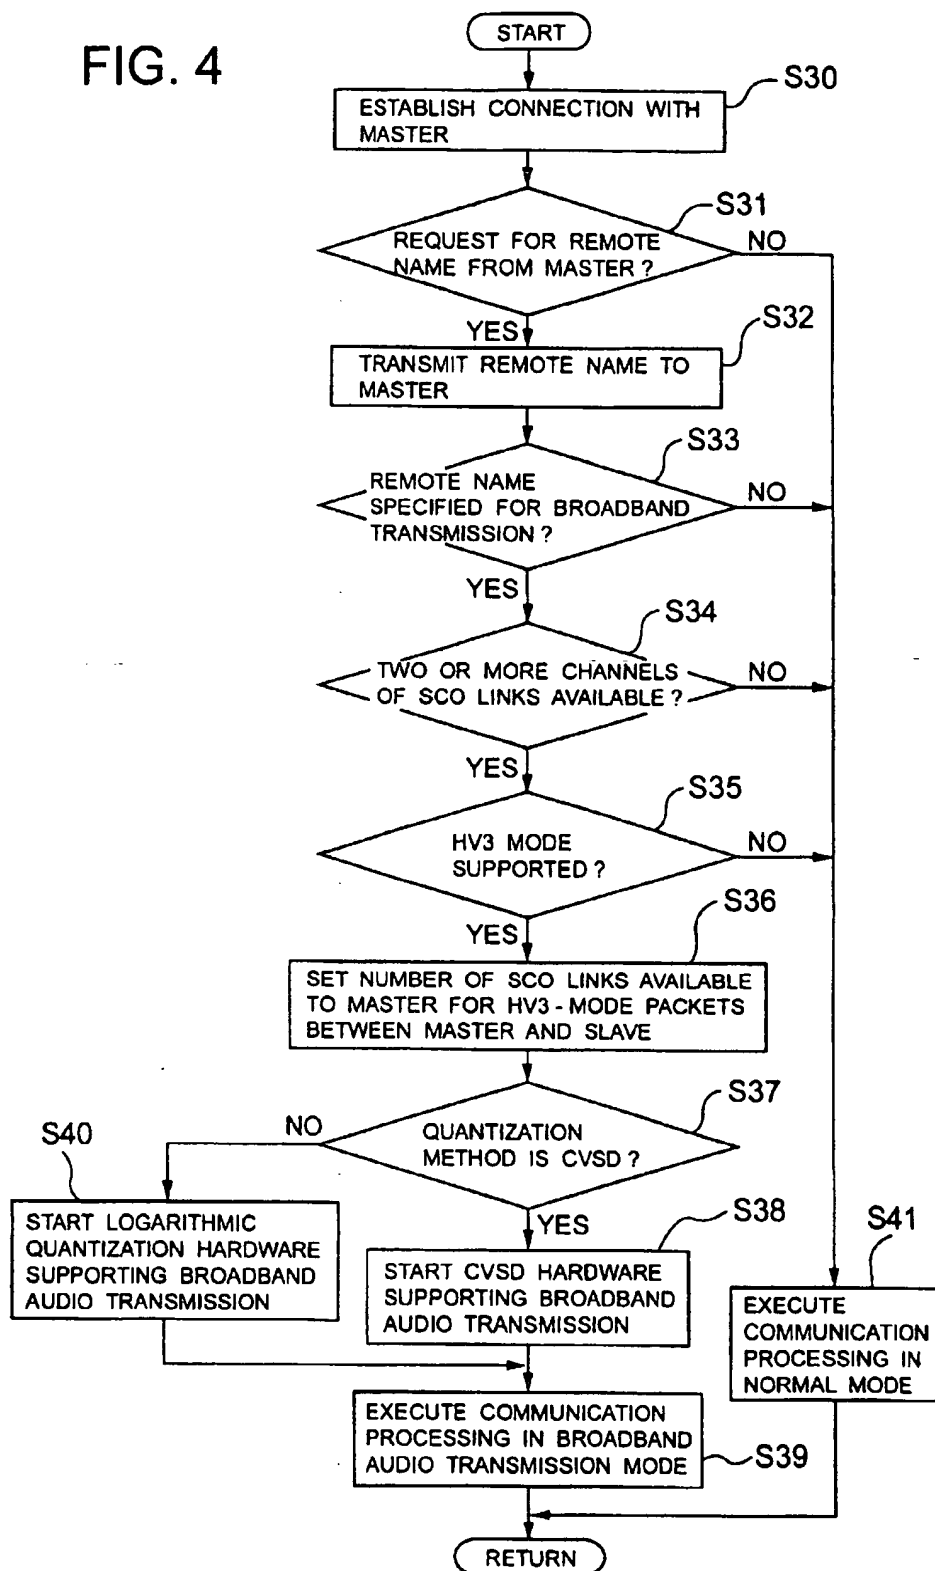 FIG. 4
START
S30
ESTABLISH CONNECTION WITH
MASTER
S31
REQUEST FOR REMOTE
NAME FROM MASTER ?
NO
YES
S32
TRANSMIT REMOTE NAME TO
MASTER
S33
REMOTE NAME
SPECIFIED FOR BROADBAND
TRANSMISSION ?
NO
YES
S34
TWO OR MORE CHANNELS
OF SCO LINKS AVAILABLE ?
NO
YES
S35
HV3 MODE
SUPPORTED ?
NO
YES
S36
SET NUMBER OF SCO LINKS AVAILABLE
TO MASTER FOR HV3 - MODE PACKETS
BETWEEN MASTER AND SLAVE
S37
QUANTIZATION
METHOD IS CVSD ?
NO
YES
S40
START LOGARITHMIC
QUANTIZATION HARDWARE
SUPPORTING BROADBAND
AUDIO TRANSMISSION
S38
START CVSD HARDWARE
SUPPORTING BROADBAND
AUDIO TRANSMISSION
S41
EXECUTE
COMMUNICATION
PROCESSING IN
NORMAL MODE
EXECUTE COMMUNICATION
PROCESSING IN BROADBAND
AUDIO TRANSMISSION MODE
S39
RETURN